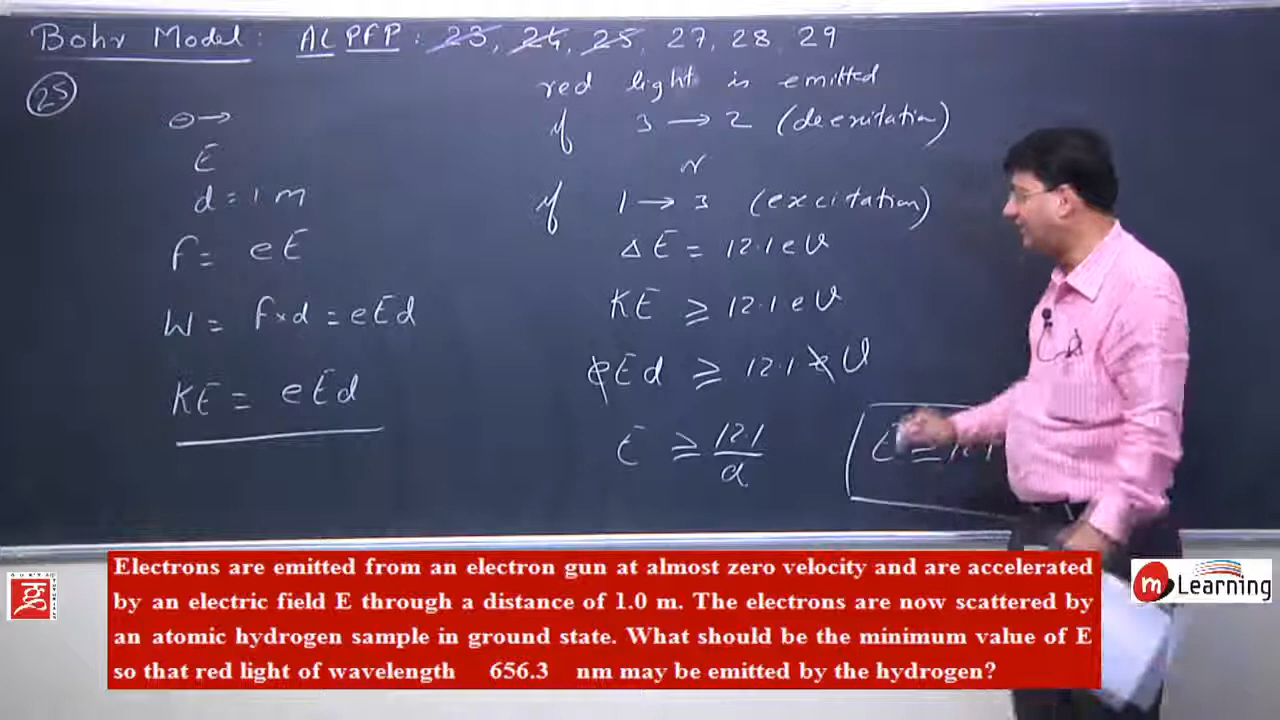 Bohr Model: ALPFP: 23, 24, 25, 27, 28, 29
25
E
d = 1 m
F = eE
W = F×d = eEd
KE = eEd
red light is emitted
if 3 → 2 (deexitation)
if 1 → 3 (excitation)
ΔE = 12.1 eV
KE ≥ 12.1 eV
eEd ≥ 12.1 eV
E ≥ 12.1/d
Electrons are emitted from an electron gun at almost zero velocity and are accelerated
by an electric field E through a distance of 1.0 m. The electrons are now scattered by
an atomic hydrogen sample in ground state. What should be the minimum value of E
so that red light of wavelength 656.3 nm may be emitted by the hydrogen?
m Learning